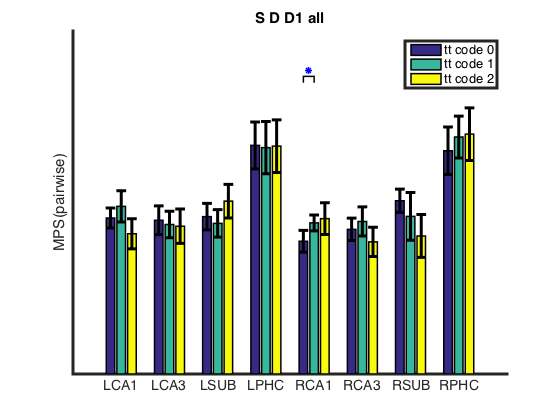 S D D1 all
tt code 0
tt code 1
tt code 2
*
MPS(pairwise)
LCA1 LCA3 LSUB LPHC RCA1 RCA3 RSUB RPHC